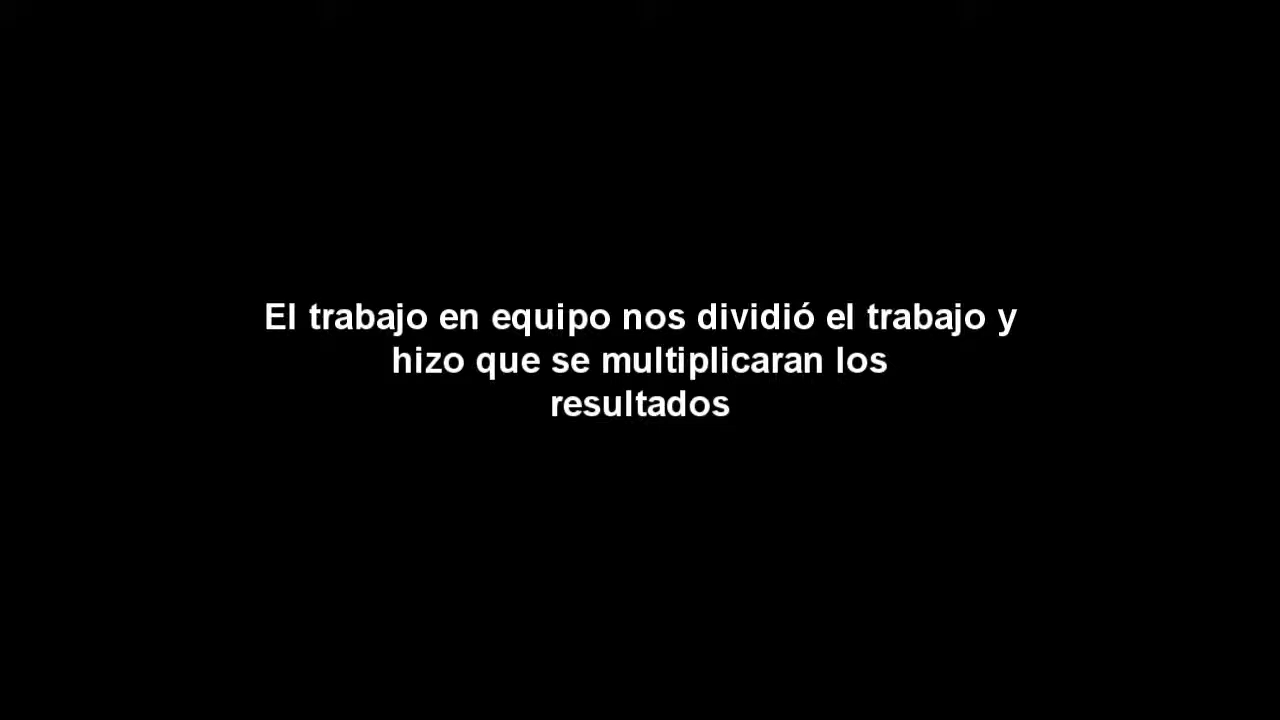 El trabajo en equipo nos dividió el trabajo y
hizo que se multiplicaran los
resultados